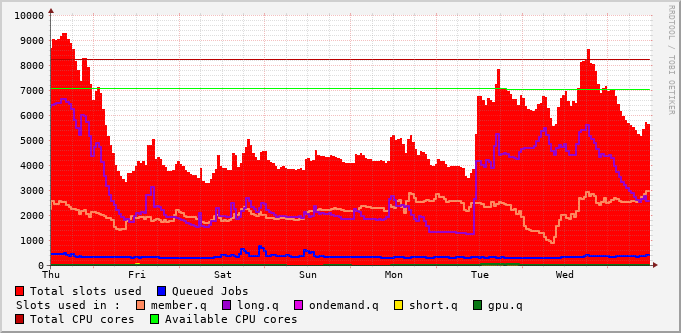 10000
9000
8000
7000
6000
5000
4000
3000
2000
1000
0
Thu Fri Sat Sun Mon Tue Wed
RRDTOOL / TOBI OETIKER
Total slots used Queued Jobs
Slots used in : member.q long.q ondemand.q short.q gpu.q
Total CPU cores Available CPU cores